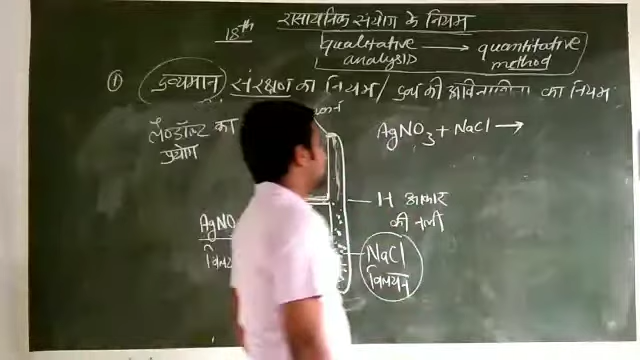 रासायनिक संयोग के नियम
18th
qualitative analysis → quantitative method
① द्रव्यमान संरक्षण का नियम / द्रव्य की अविनाशिता का नियम
लैण्डॉल्ट का प्रयोग
AgNO3 + NaCl →
H आकार की नली
AgNO
NaCl विलयन